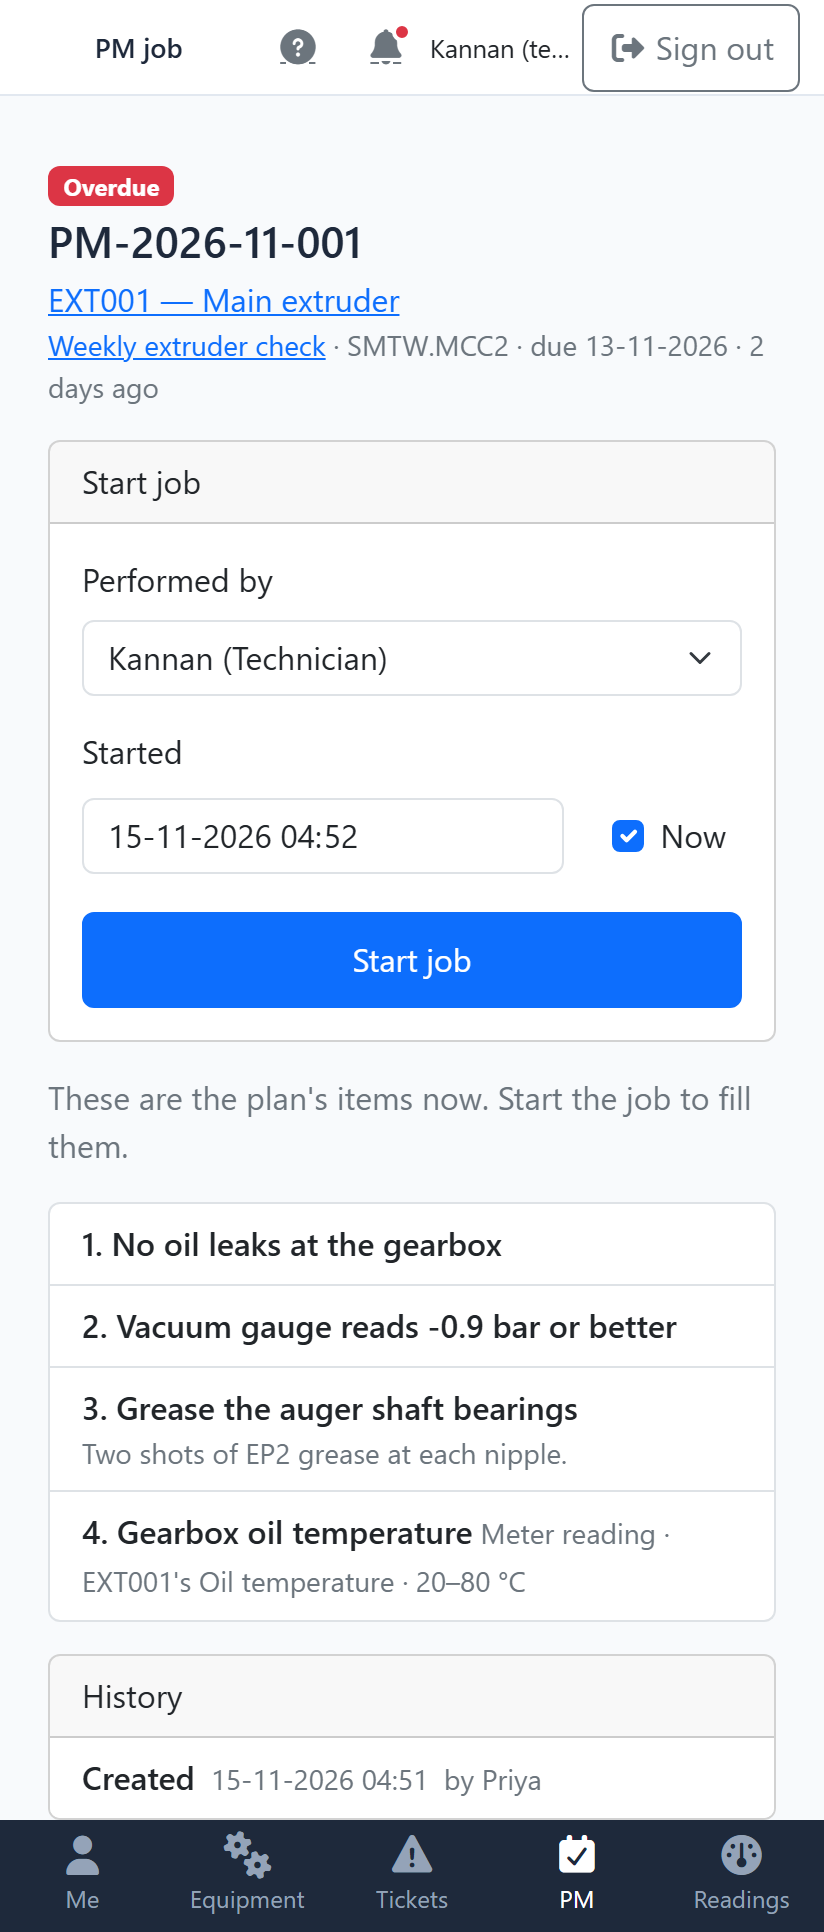 PM job
Kannan (te...
Sign out
Overdue
PM-2026-11-001
EXT001 — Main extruder
Weekly extruder check · SMTW.MCC2 · due 13-11-2026 · 2
days ago
Start job
Performed by
Kannan (Technician)
Started
15-11-2026 04:52
Now
Start job
These are the plan's items now. Start the job to fill
them.
1. No oil leaks at the gearbox
2. Vacuum gauge reads -0.9 bar or better
3. Grease the auger shaft bearings
Two shots of EP2 grease at each nipple.
4. Gearbox oil temperature Meter reading ·
EXT001's Oil temperature · 20–80 °C
History
Created 15-11-2026 04:51 by Priya
Me
Equipment
Tickets
PM
Readings